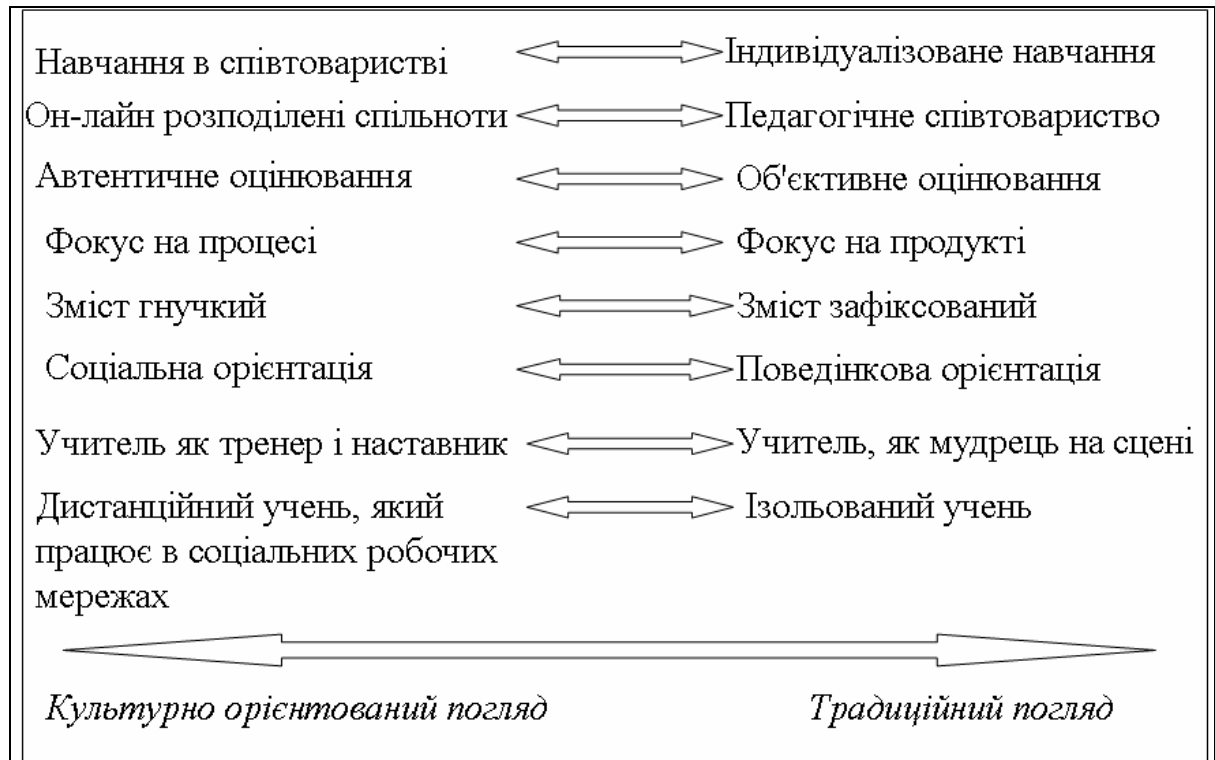 Навчання в співтоваристві Індивідуалізоване навчання
Он-лайн розподілені спільноти Педагогічне співтовариство
Автентичне оцінювання Об'єктивне оцінювання
Фокус на процесі Фокус на продукті
Зміст гнучкий Зміст зафіксований
Соціальна орієнтація Поведінкова орієнтація
Учитель як тренер і наставник Учитель, як мудрець на сцені
Дистанційний учень, який Ізольований учень
працює в соціальних робочих
мережах
Культурно орієнтований погляд Традиційний погляд